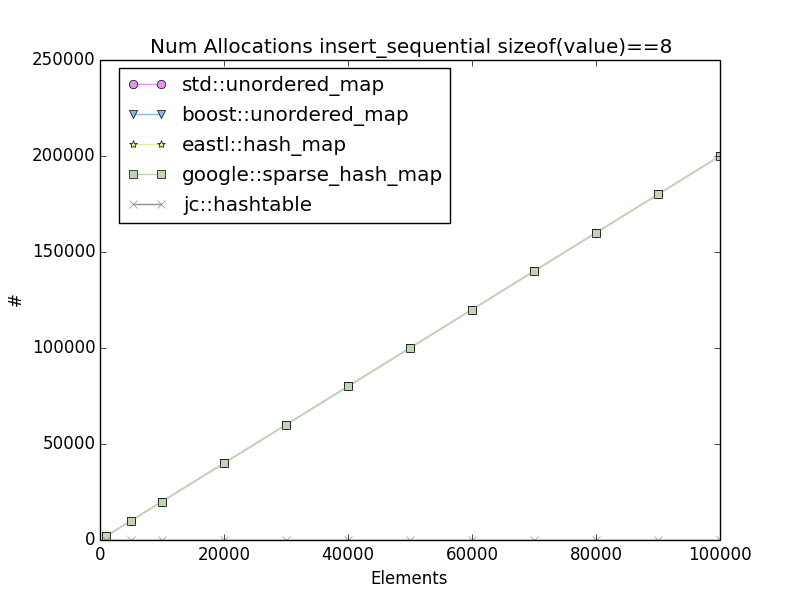 Num Allocations insert_sequential sizeof(value)==8
250000
200000
150000
100000
50000
0
#
std::unordered_map
boost::unordered_map
eastl::hash_map
google::sparse_hash_map
jc::hashtable
0 20000 40000 60000 80000 100000
Elements